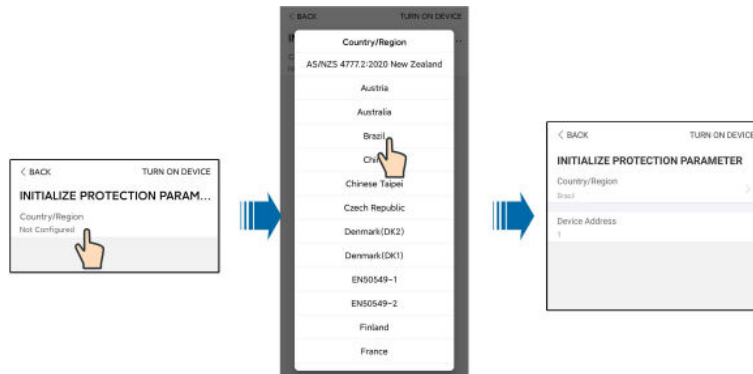 < BACK TURN ON DEVICE
INITIALIZE PROTECTION PARAM...
Country/Region
Not Configured
< BACK TURN ON DEVICE
Country/Region
AS/NZS 4777.2:2020 New Zealand
Austria
Australia
Brazil
Chinese Taipei
Czech Republic
Denmark(DK2)
Denmark(DK1)
EN50549-1
EN50549-2
Finland
France
< BACK TURN ON DEVICE
INITIALIZE PROTECTION PARAMETER
Country/Region
Brazil
Device Address
1